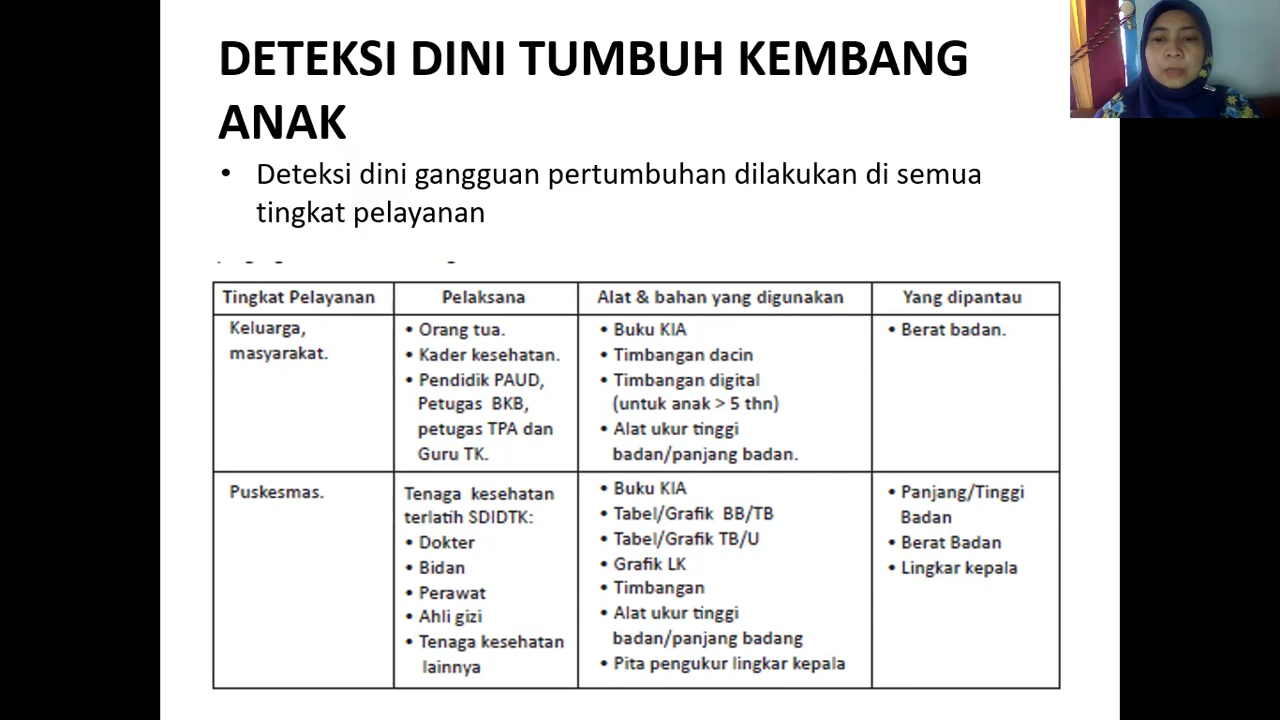 DETEKSI DINI TUMBUH KEMBANG
ANAK
• Deteksi dini gangguan pertumbuhan dilakukan di semua
tingkat pelayanan
Tingkat Pelayanan
Pelaksana
Alat & bahan yang digunakan
Yang dipantau
Keluarga,
masyarakat.
• Orang tua.
• Kader kesehatan.
• Pendidik PAUD,
Petugas BKB,
petugas TPA dan
Guru TK.
• Buku KIA
• Timbangan dacin
• Timbangan digital
(untuk anak > 5 thn)
• Alat ukur tinggi
badan/panjang badan.
• Berat badan.
Puskesmas.
Tenaga kesehatan
terlatih SDIDTK:
• Dokter
• Bidan
• Perawat
• Ahli gizi
• Tenaga kesehatan
lainnya
• Buku KIA
• Tabel/Grafik BB/TB
• Tabel/Grafik TB/U
• Grafik LK
• Timbangan
• Alat ukur tinggi
badan/panjang badang
• Pita pengukur lingkar kepala
• Panjang/Tinggi
Badan
• Berat Badan
• Lingkar kepala